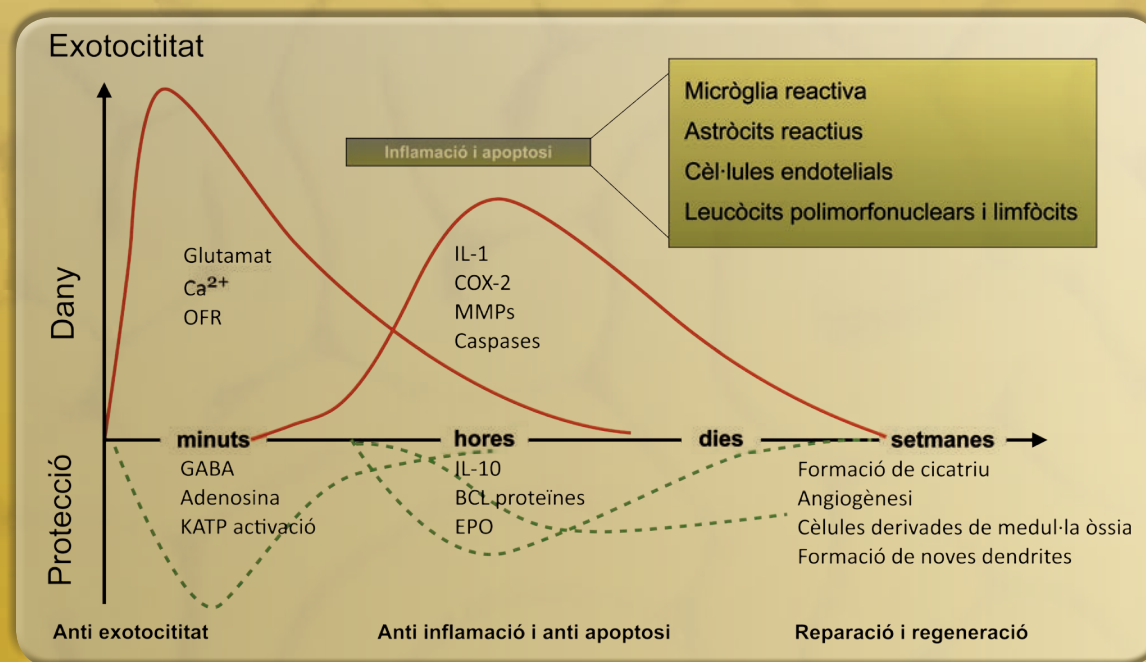 Exotocititat
Micròglia reactiva
Astròcits reactius
Cèl·lules endotelials
Leucòcits polimorfonuclears i limfòcits
Inflamació i apoptosi
Dany
Glutamat
Ca²⁺
OFR
IL-1
COX-2
MMPs
Caspases
minuts
hores
dies
setmanes
Protecció
GABA
Adenosina
KATP activació
IL-10
BCL proteïnes
EPO
Formació de cicatriu
Angiogènesi
Cèlules derivades de medul·la òssia
Formació de noves dendrites
Anti exotocititat
Anti inflamació i anti apoptosi
Reparació i regeneració